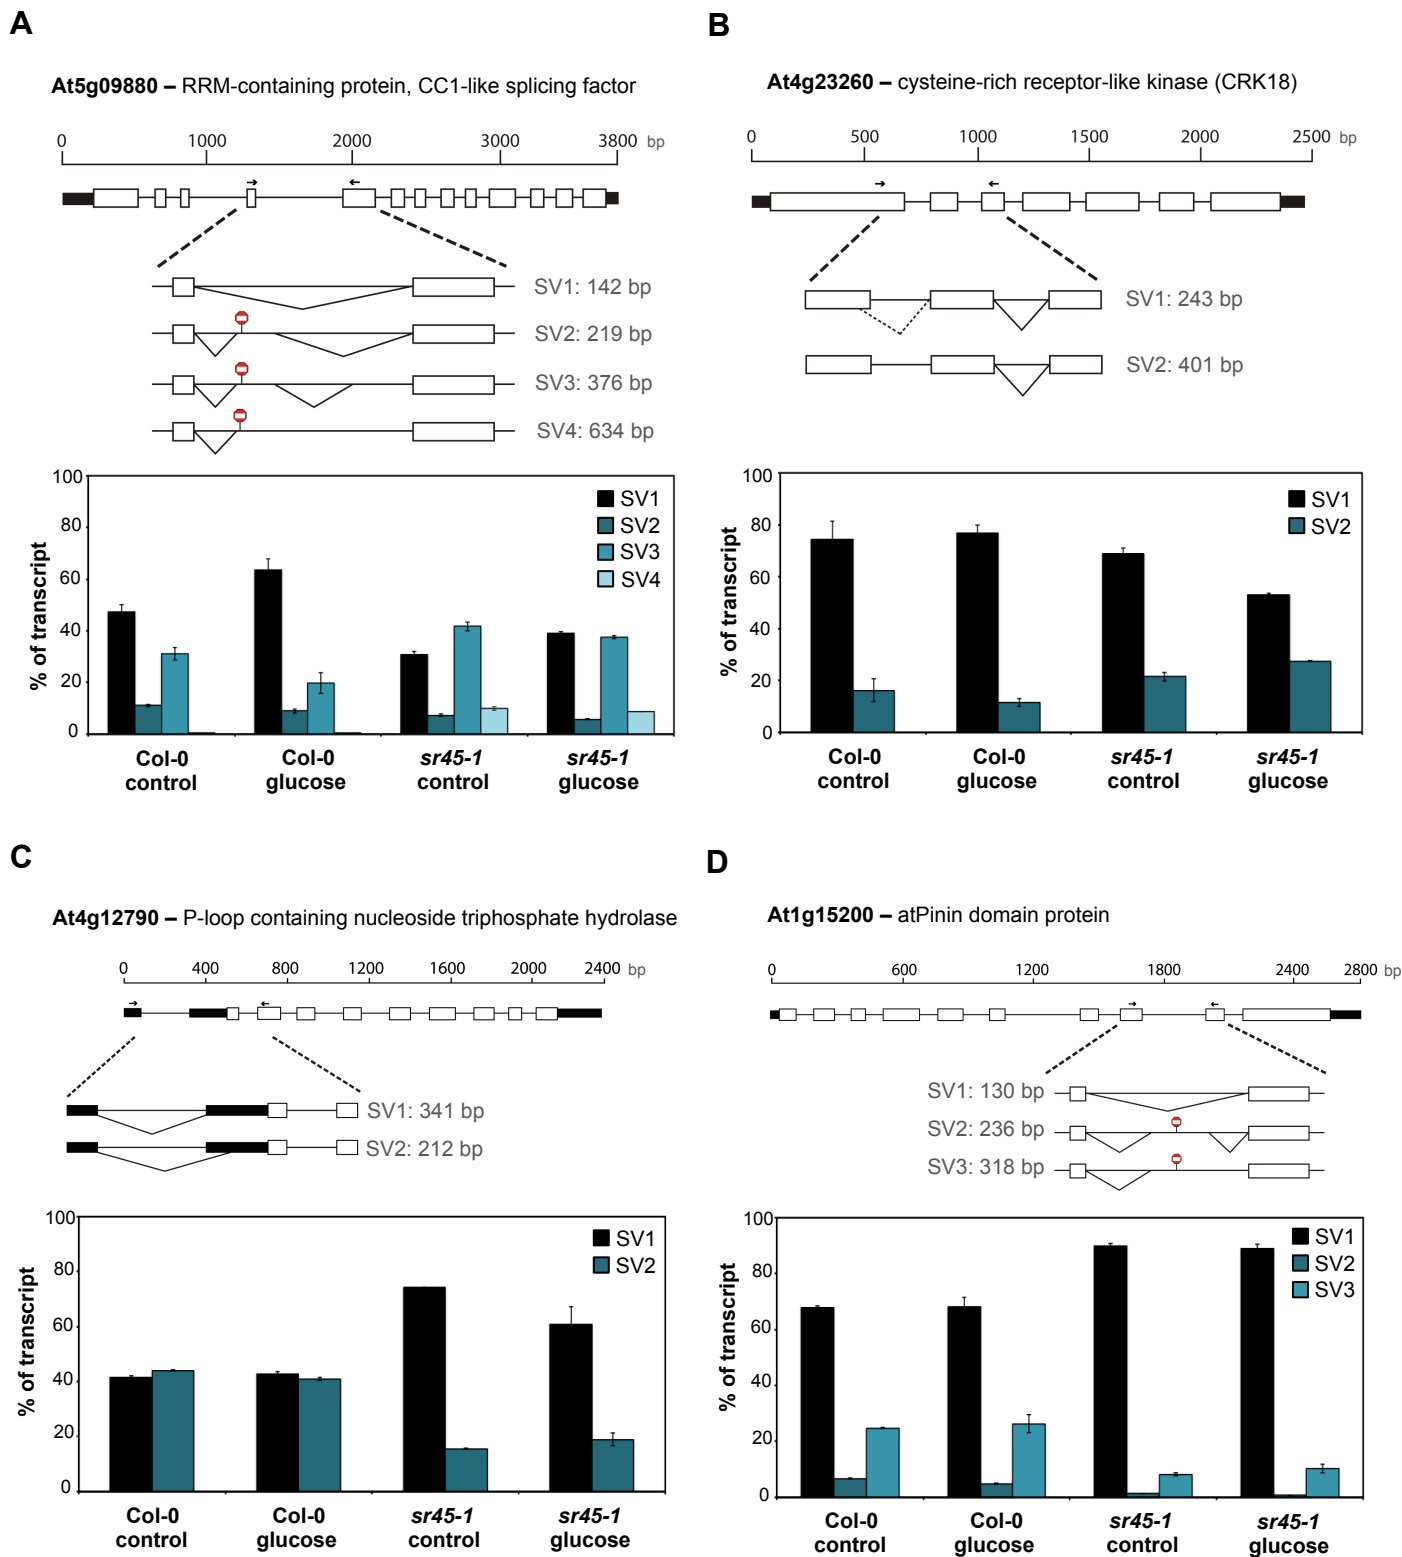 A
At5g09880 – RRM-containing protein, CC1-like splicing factor
0 1000 2000 3000 3800 bp
SV1: 142 bp
SV2: 219 bp
SV3: 376 bp
SV4: 634 bp
% of transcript
100
80
60
40
20
0
SV1
SV2
SV3
SV4
Col-0 control
Col-0 glucose
sr45-1 control
sr45-1 glucose
B
At4g23260 – cysteine-rich receptor-like kinase (CRK18)
0 500 1000 1500 2000 2500 bp
SV1: 243 bp
SV2: 401 bp
% of transcript
100
80
60
40
20
0
SV1
SV2
Col-0 control
Col-0 glucose
sr45-1 control
sr45-1 glucose
C
At4g12790 – P-loop containing nucleoside triphosphate hydrolase
0 400 800 1200 1600 2000 2400 bp
SV1: 341 bp
SV2: 212 bp
% of transcript
100
80
60
40
20
0
SV1
SV2
Col-0 control
Col-0 glucose
sr45-1 control
sr45-1 glucose
D
At1g15200 – atPinin domain protein
0 600 1200 1800 2400 2800 bp
SV1: 130 bp
SV2: 236 bp
SV3: 318 bp
% of transcript
100
80
60
40
20
0
SV1
SV2
SV3
Col-0 control
Col-0 glucose
sr45-1 control
sr45-1 glucose